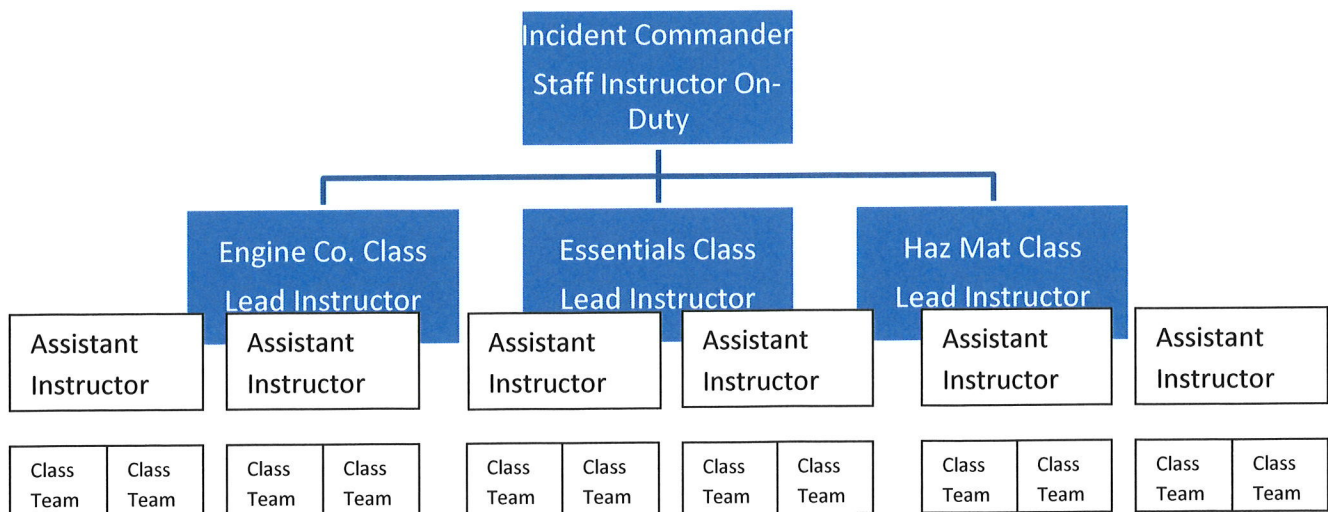 Incident Commander
Staff Instructor On-
Duty
Engine Co. Class
Lead Instructor
Essentials Class
Lead Instructor
Haz Mat Class
Lead Instructor
Assistant
Instructor
Assistant
Instructor
Assistant
Instructor
Assistant
Instructor
Assistant
Instructor
Assistant
Instructor
Class
Team
Class
Team
Class
Team
Class
Team
Class
Team
Class
Team
Class
Team
Class
Team
Class
Team
Class
Team
Class
Team
Class
Team